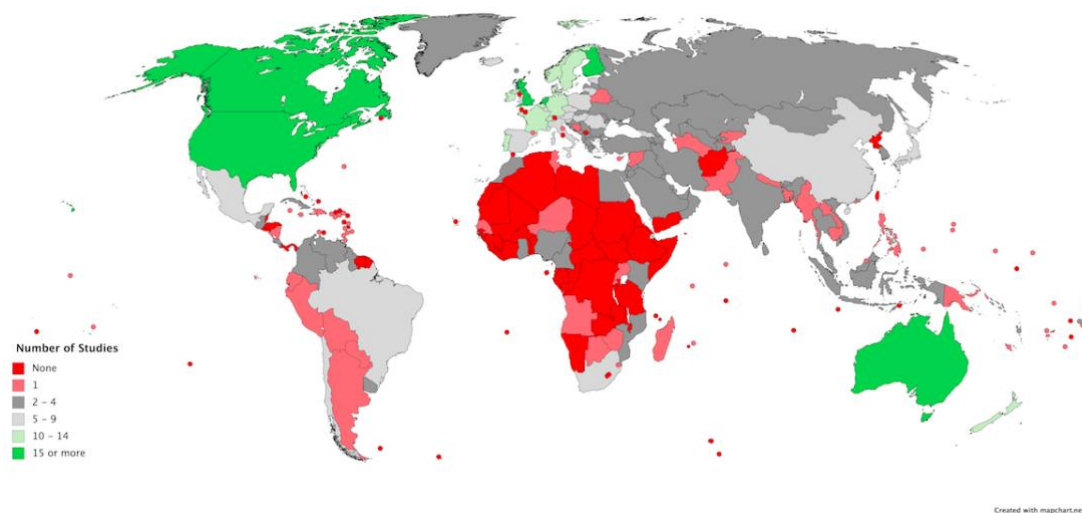 Number of Studies
None
1
2 - 4
5 - 9
10 - 14
15 or more
Created with mapchart.ne